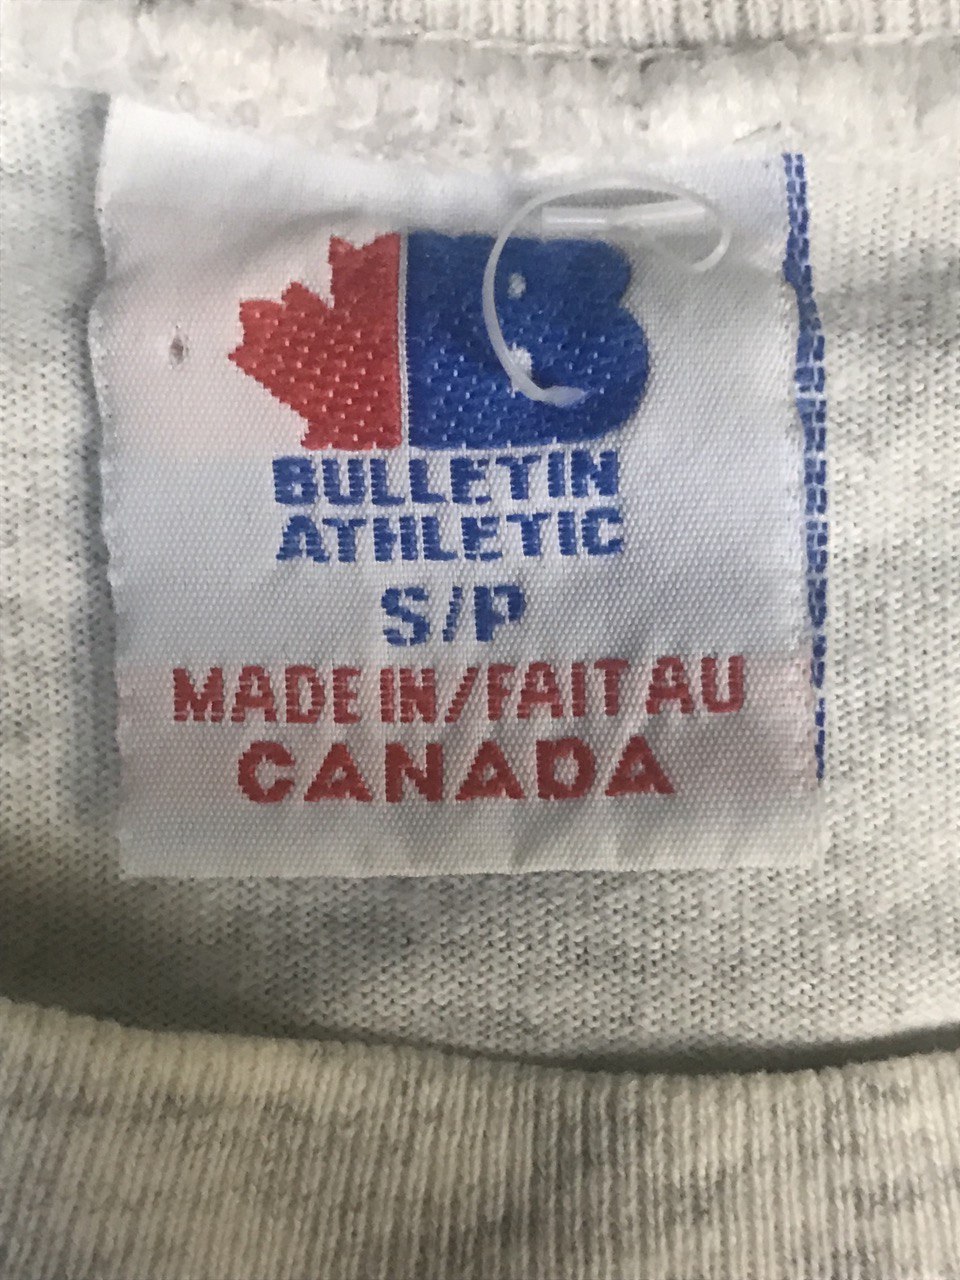 BULLETIN
ATHLETIC
S/P
MADE IN/FAIT AU
CANADA